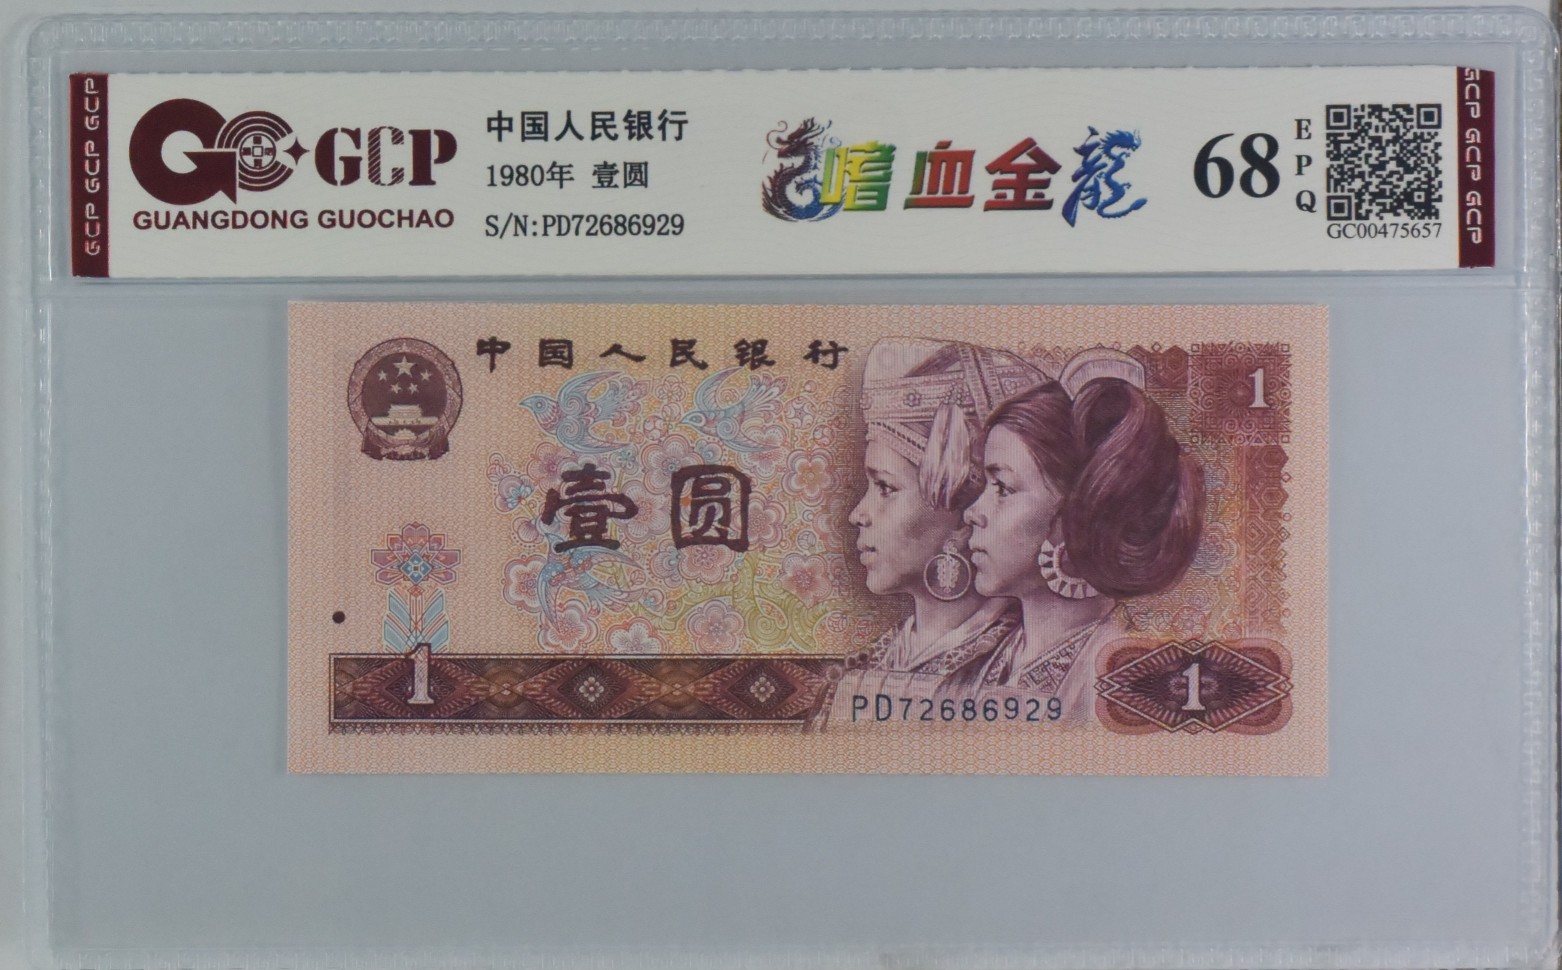 GCP GCP GCP
GCP
GUANGDONG GUOCHAO
中国人民银行
1980年 壹圆
S/N:PD72686929
嗜血金龍
68
EPQ
GC00475657
GCP GCP GCP
中国人民银行
1
壹圆
1
PD72686929
1